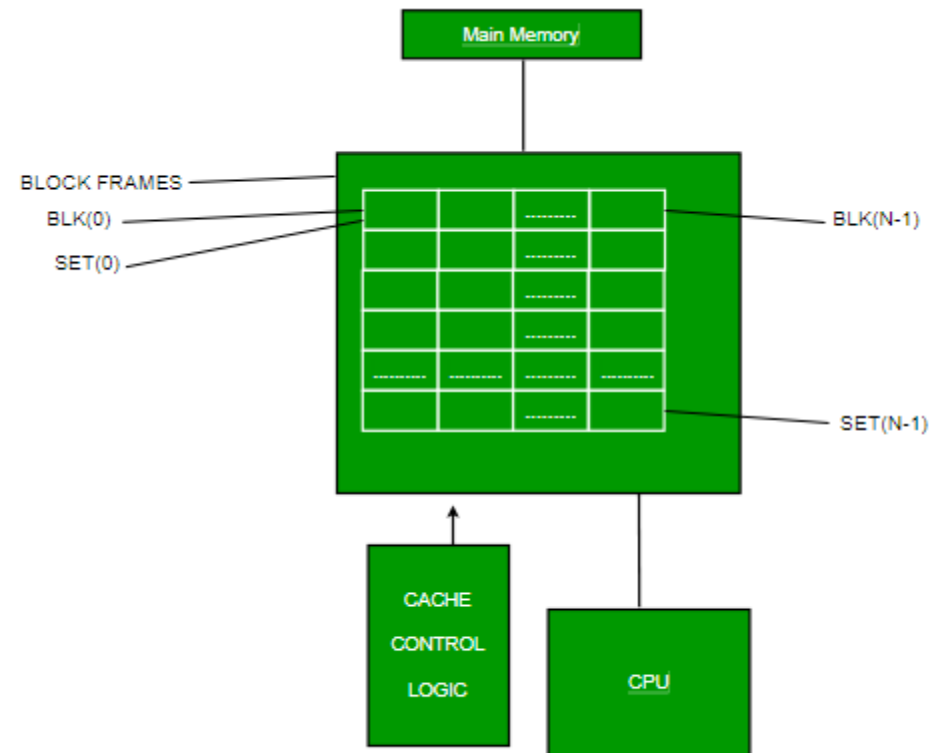 Main Memory
BLOCK FRAMES
BLK(0)
BLK(N-1)
SET(0)
SET(N-1)
CACHE
CONTROL
LOGIC
CPU